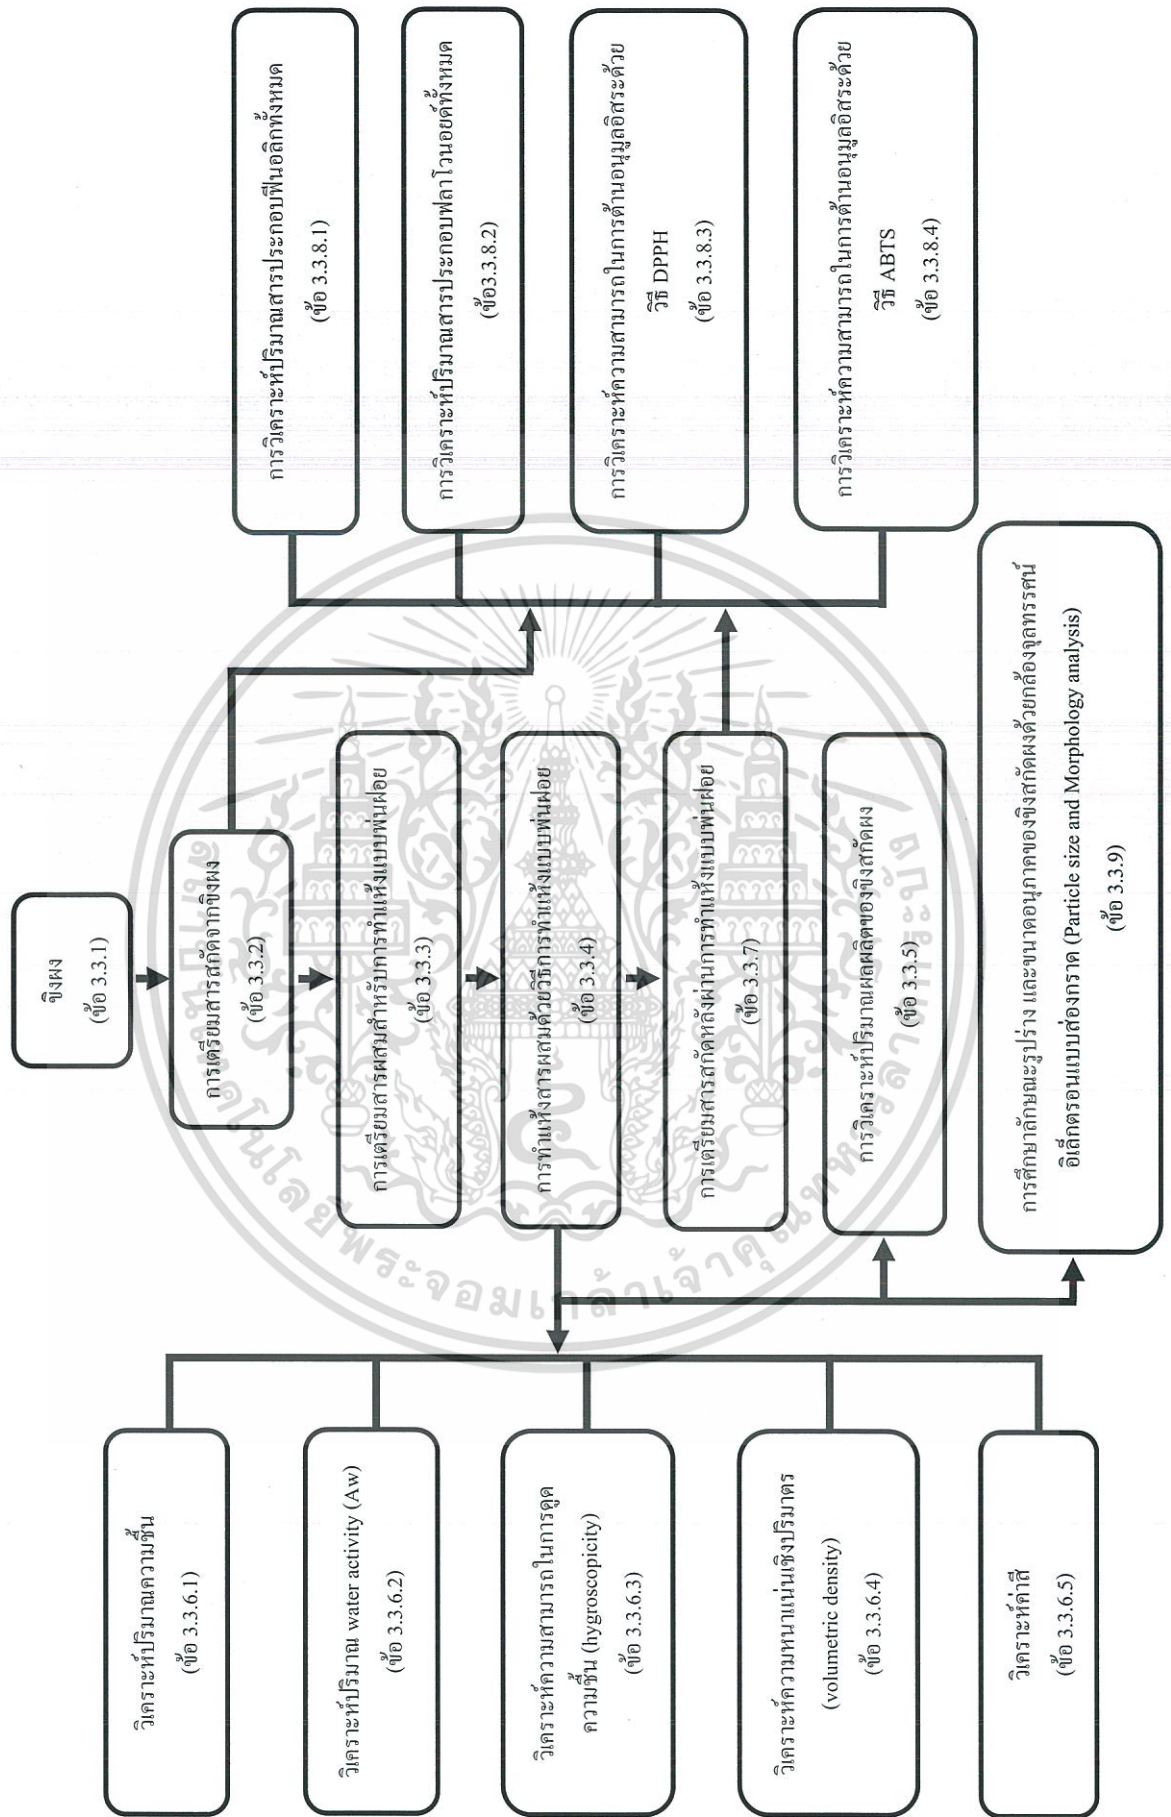 ขิงผง
(ข้อ 3.3.1)
การเตรียมสารสกัดจากขิงผง
(ข้อ 3.3.2)
การเตรียมสารผสมสำหรับการทำแห้งแบบพ่นฝอย
(ข้อ 3.3.3)
การทำแห้งสารผสมด้วยวิธีการทำแห้งแบบพ่นฝอย
(ข้อ 3.3.4)
การเตรียมสารสกัดหลังผ่านการทำแห้งแบบพ่นฝอย
(ข้อ 3.3.7)
การวิเคราะห์ปริมาณผลผลิตของขิงสกัดผง
(ข้อ 3.3.5)
การศึกษาลักษณะรูปร่าง และขนาดอนุภาคของขิงสกัดผงด้วยกล้องจุลทรรศน์
อิเล็กตรอนแบบส่องกราด (Particle size and Morphology analysis)
(ข้อ 3.3.9)
วิเคราะห์ปริมาณความชื้น
(ข้อ 3.3.6.1)
วิเคราะห์ปริมาณ water activity (Aw)
(ข้อ 3.3.6.2)
วิเคราะห์ความสามารถในการดูด
ความชื้น (hygroscopicity)
(ข้อ 3.3.6.3)
วิเคราะห์ความหนาแน่นเชิงปริมาตร
(volumetric density)
(ข้อ 3.3.6.4)
วิเคราะห์ค่าสี
(ข้อ 3.3.6.5)
การวิเคราะห์ปริมาณสารประกอบฟีนอลิกทั้งหมด
(ข้อ 3.3.8.1)
การวิเคราะห์ปริมาณสารประกอบฟลาโวนอยด์ทั้งหมด
(ข้อ3.3.8.2)
การวิเคราะห์ความสามารถในการต้านอนุมูลอิสระด้วย
วิธี DPPH
(ข้อ 3.3.8.3)
การวิเคราะห์ความสามารถในการต้านอนุมูลอิสระด้วย
วิธี ABTS
(ข้อ 3.3.8.4)